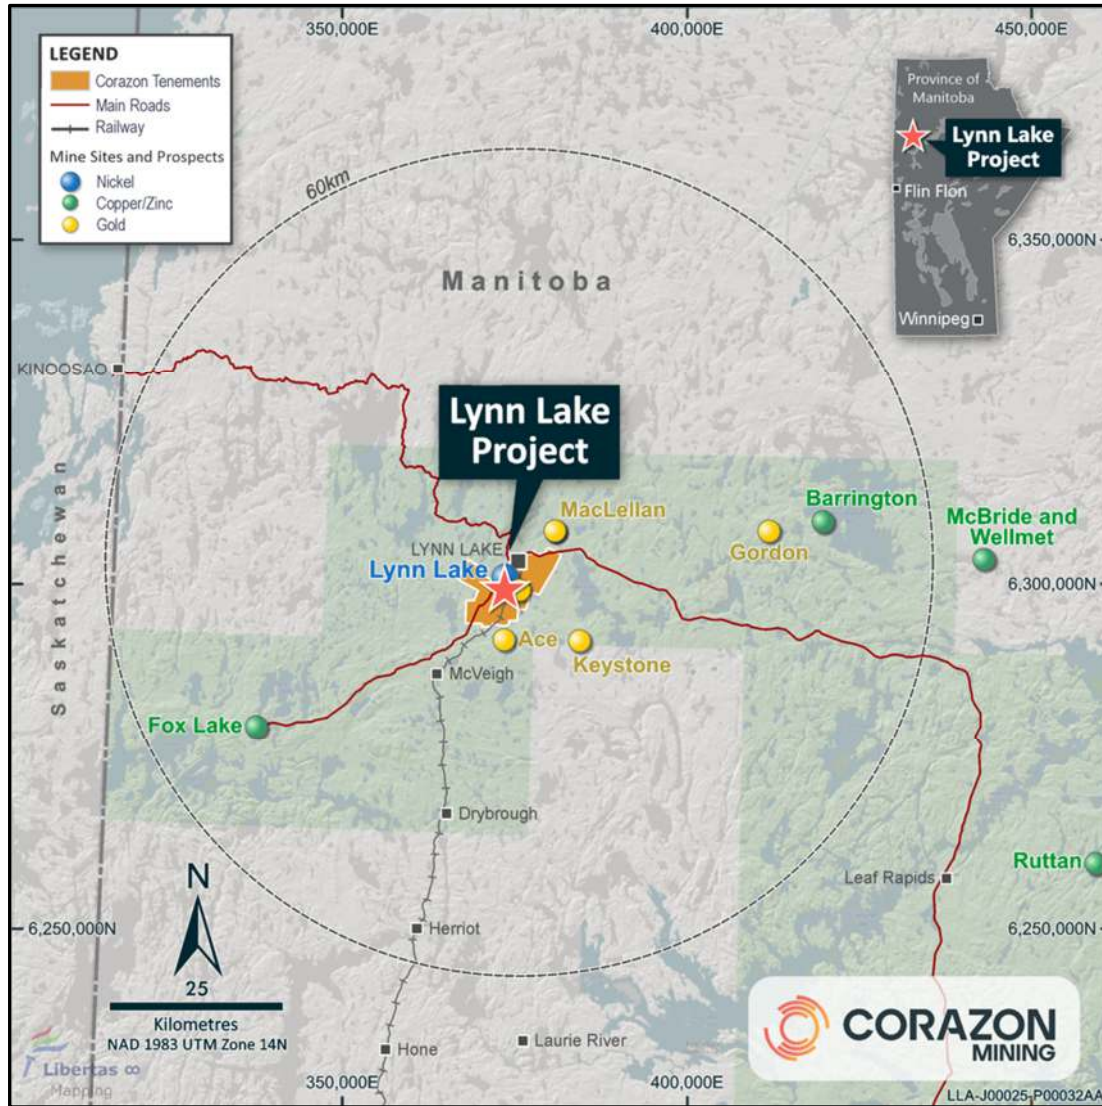 350,000E
400,000E
450,000E
LEGEND
Corazon Tenements
Main Roads
Railway
Mine Sites and Prospects
Nickel
Copper/Zinc
Gold
Province of
Manitoba
Lynn Lake
Project
Flin Flon
Winnipeg
60km
6,350,000N
Manitoba
KINOOSAO
Lynn Lake
Project
Saskatchewan
MacLellan
Barrington
Gordon
McBride and
Wellmet
LYNN LAKE
Lynn Lake
6,300,000N
Ace
Keystone
McVeigh
Fox Lake
Drybrough
Ruttan
Leaf Rapids
N
6,250,000N
Herriot
6,250,000N
25
Kilometres
NAD 1983 UTM Zone 14N
Hone
Laurie River
CORAZON
MINING
Libertas ∞
Mapping
350,000E
400,000E
LLA-J00025-P00032AA